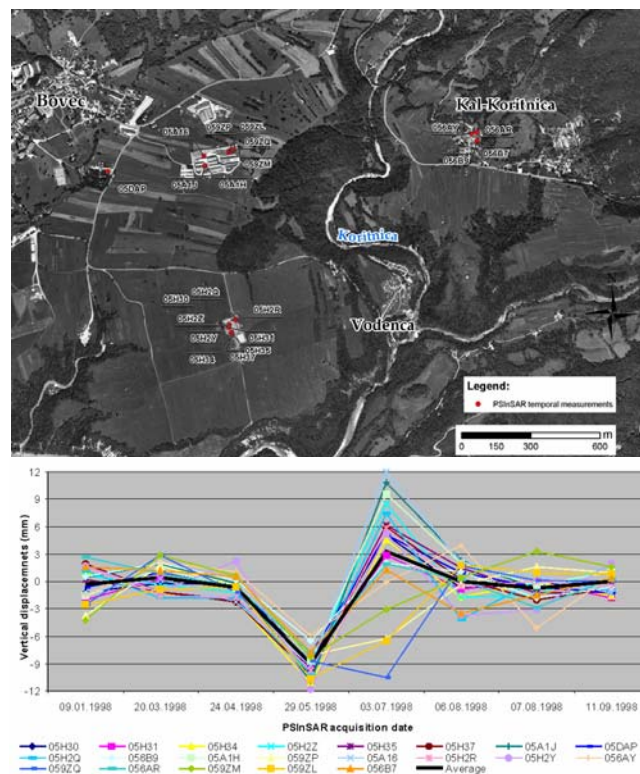 Bovec
Kal-Koritnica
05A16
059ZP
059ZL
059ZQ
059ZM
05A1J
05A1H
05DAP
056AY
056AR
056B9
056B7
Koritnica
05H30
05H2Q
05H2R
05H2Z
05H2Y
05H31
05H35
05H34
05H37
Vodenca
Legend:
PSInSAR temporal measurements
0 150 300 600 m
Vertical displacemnets (mm)
12
9
6
3
0
-3
-6
-9
-12
09.01.1998 20.03.1998 24.04.1998 29.05.1998 03.07.1998 06.08.1998 07.08.1998 11.09.1998
PSInSAR acquisition date
05H30 05H31 05H34 05H2Z 05H35 05H37 05A1J 05DAP
05H2Q 056B9 05A1H 059ZP 05A16 05H2R 05H2Y 056AY
059ZQ 056AR 059ZM 059ZL 056B7 Average